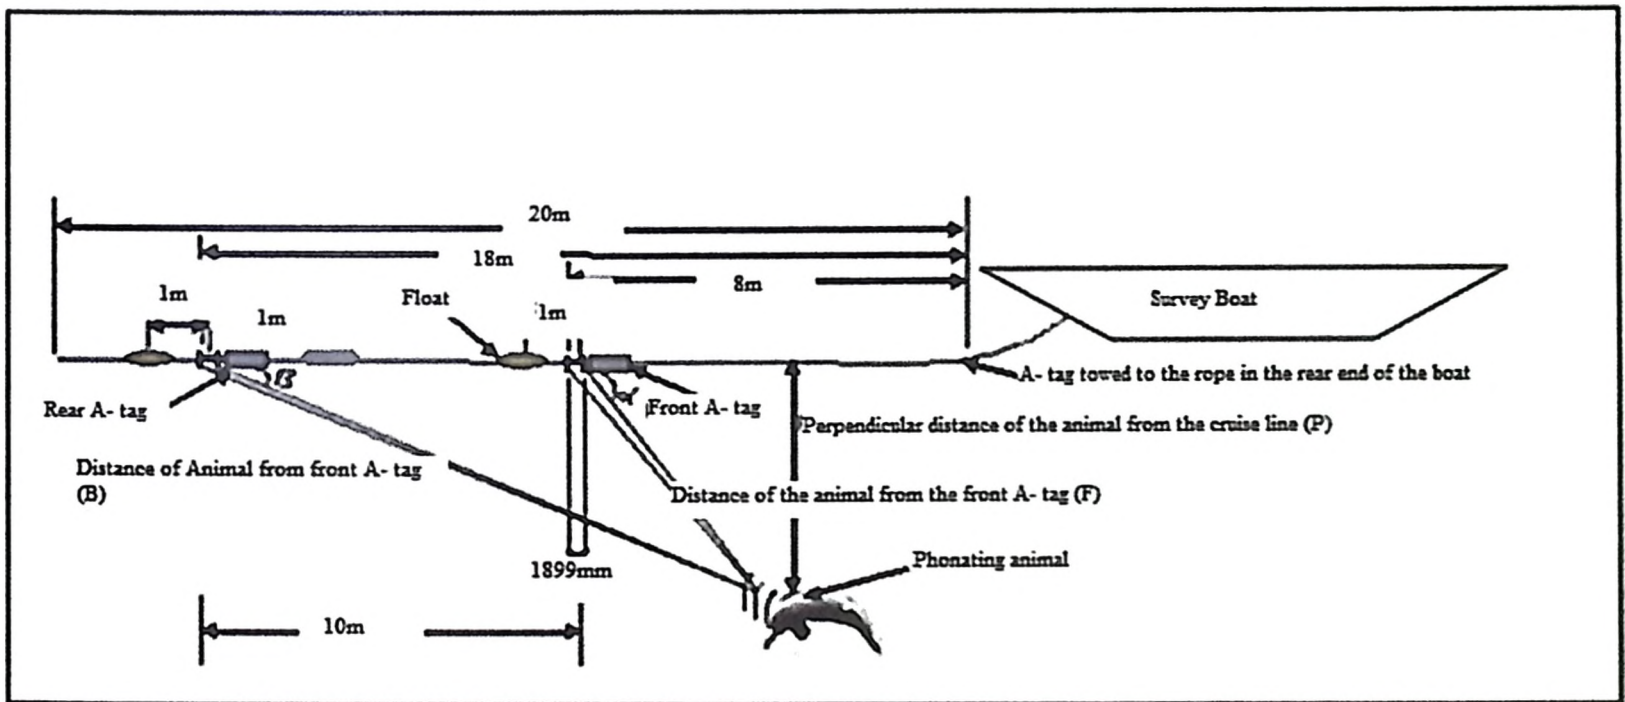 20m
18m
8m
1m
1m
Float
1m
Survey Boat
β
Rear A- tag
Front A- tag
A- tag towed to the rope in the rear end of the boat
Perpendicular distance of the animal from the cruise line (P)
Distance of Animal from front A- tag
(B)
Distance of the animal from the front A- tag (F)
Phonating animal
1899mm
10m